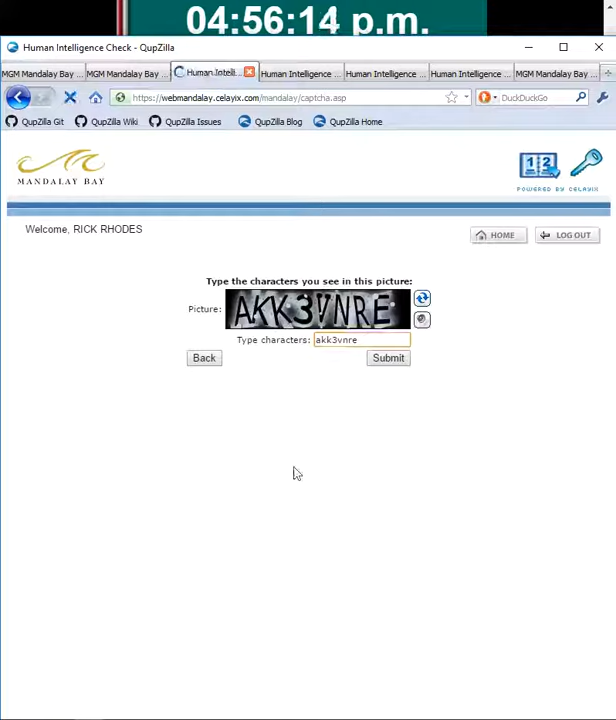 04:56:14 p.m.
Human Intelligence Check - QupZilla
MGM Mandalay Bay ... MGM Mandalay Bay ... Human Intelli... Human Intelligence ... Human Intelligence ... Human Intelligence ... MGM Mandalay Bay ...
https://webmandalay.celayix.com/mandalay/captcha.asp DuckDuckGo
QupZilla Git QupZilla Wiki QupZilla Issues QupZilla Blog QupZilla Home
MANDALAY BAY
12
POWERED BY CELAYIX
Welcome, RICK RHODES
HOME LOG OUT
Type the characters you see in this picture:
Picture: AKK3VNRE
Type characters: akk3vnre
Back Submit